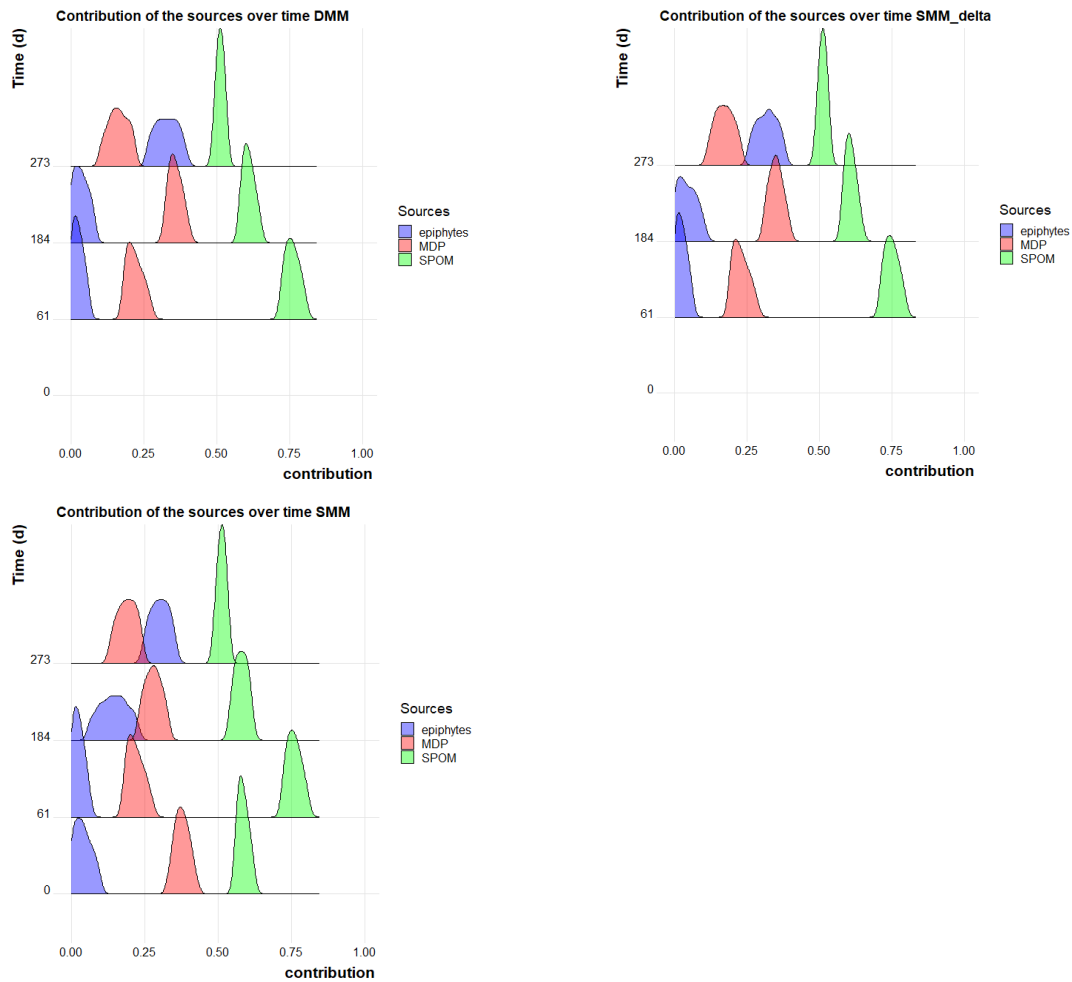 Contribution of the sources over time DMM
Time (d)
273
184
61
0
0.00 0.25 0.50 0.75 1.00
contribution
Sources
epiphytes
MDP
SPOM
Contribution of the sources over time SMM_delta
Time (d)
273
184
61
0
0.00 0.25 0.50 0.75 1.00
contribution
Sources
epiphytes
MDP
SPOM
Contribution of the sources over time SMM
Time (d)
273
184
61
0
0.00 0.25 0.50 0.75 1.00
contribution
Sources
epiphytes
MDP
SPOM